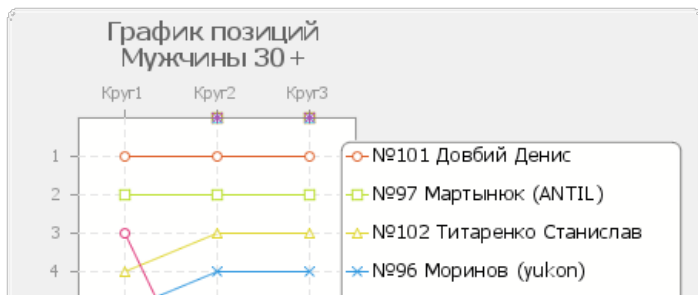 График позиций
Мужчины 30+
Круг1 Круг2 Круг3
1
№101 Довбий Денис
2
№97 Мартынюк (ANTIL)
3
№102 Титаренко Станислав
4
№96 Моринов (yukon)